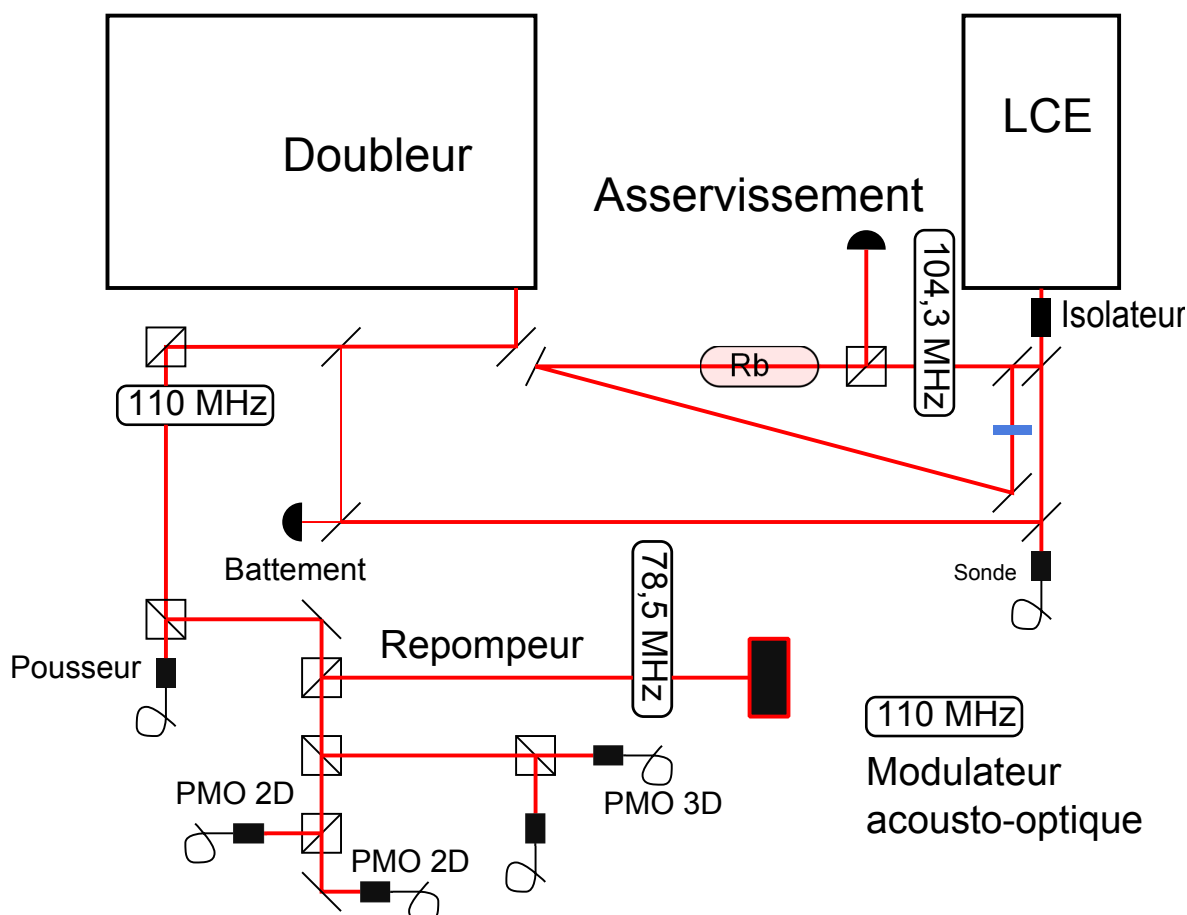 Doubleur
LCE
Asservissement
104,3 MHz
Isolateur
Rb
110 MHz
Battement
78,5 MHz
Sonde
Repompeur
Pousseur
110 MHz
PMO 2D
PMO 3D
Modulateur
acousto-optique
PMO 2D